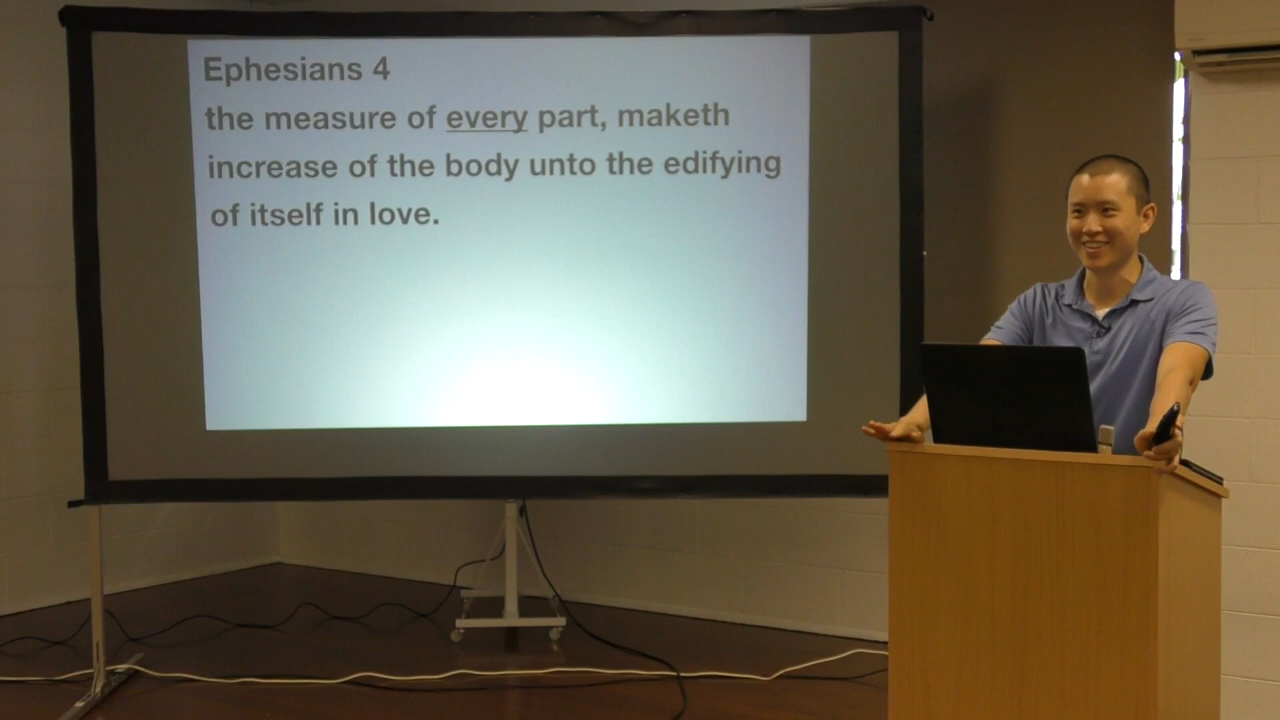 Ephesians 4
the measure of every part, maketh
increase of the body unto the edifying
of itself in love.